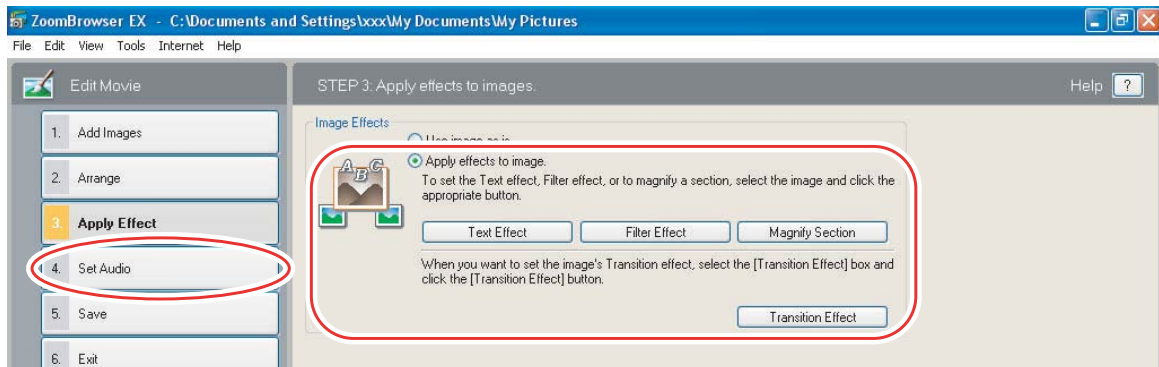 ZoomBrowser EX - C:\Documents and Settings\xxx\My Documents\My Pictures
File Edit View Tools Internet Help
Edit Movie
STEP 3: Apply effects to images.
Help ?
1. Add Images
2. Arrange
3. Apply Effect
4. Set Audio
5. Save
6. Exit
Image Effects
Use image as is.
A B C
Apply effects to image.
To set the Text effect, Filter effect, or to magnify a section, select the image and click the
appropriate button.
Text Effect Filter Effect Magnify Section
When you want to set the image's Transition effect, select the [Transition Effect] box and
click the [Transition Effect] button.
Transition Effect